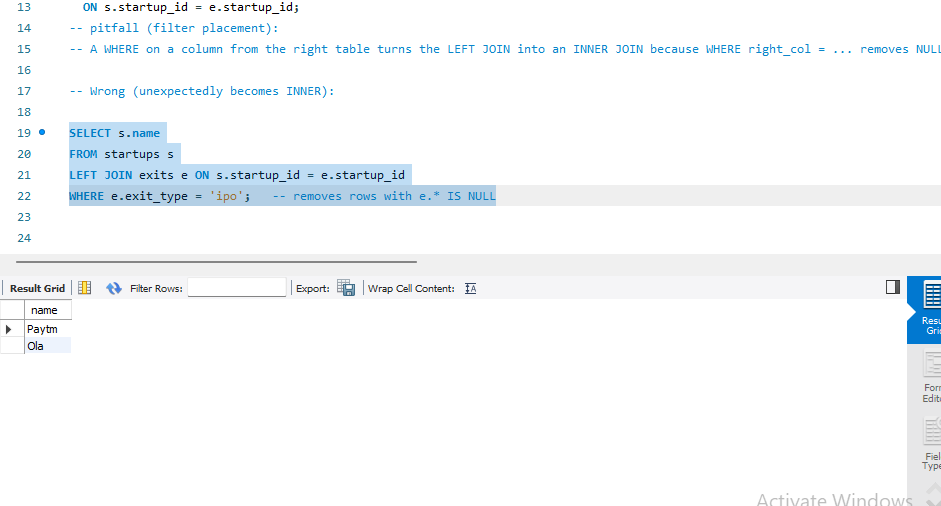 13 ON s.startup_id = e.startup_id;
14 -- pitfall (filter placement):
15 -- A WHERE on a column from the right table turns the LEFT JOIN into an INNER JOIN because WHERE right_col = ... removes NULL
16
17 -- Wrong (unexpectedly becomes INNER):
18
19 SELECT s.name
20 FROM startups s
21 LEFT JOIN exits e ON s.startup_id = e.startup_id
22 WHERE e.exit_type = 'ipo'; -- removes rows with e.* IS NULL
23
24
Result Grid Filter Rows: Export: Wrap Cell Content: IA
name
Paytm
Ola
Resu
Gri
Forn
Edit
Fiel
Type
Activate Windows